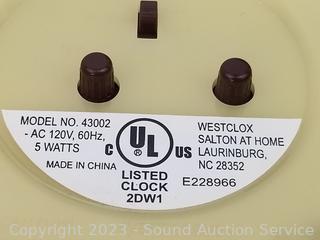 MODEL NO. 43002
- AC 120V, 60Hz,
5 WATTS
MADE IN CHINA
C UL US
®
LISTED
CLOCK
2DW1
WESTCLOX
SALTON AT HOME
LAURINBURG,
NC 28352
E228966
Copyright © 2023 - Sound Auction Service